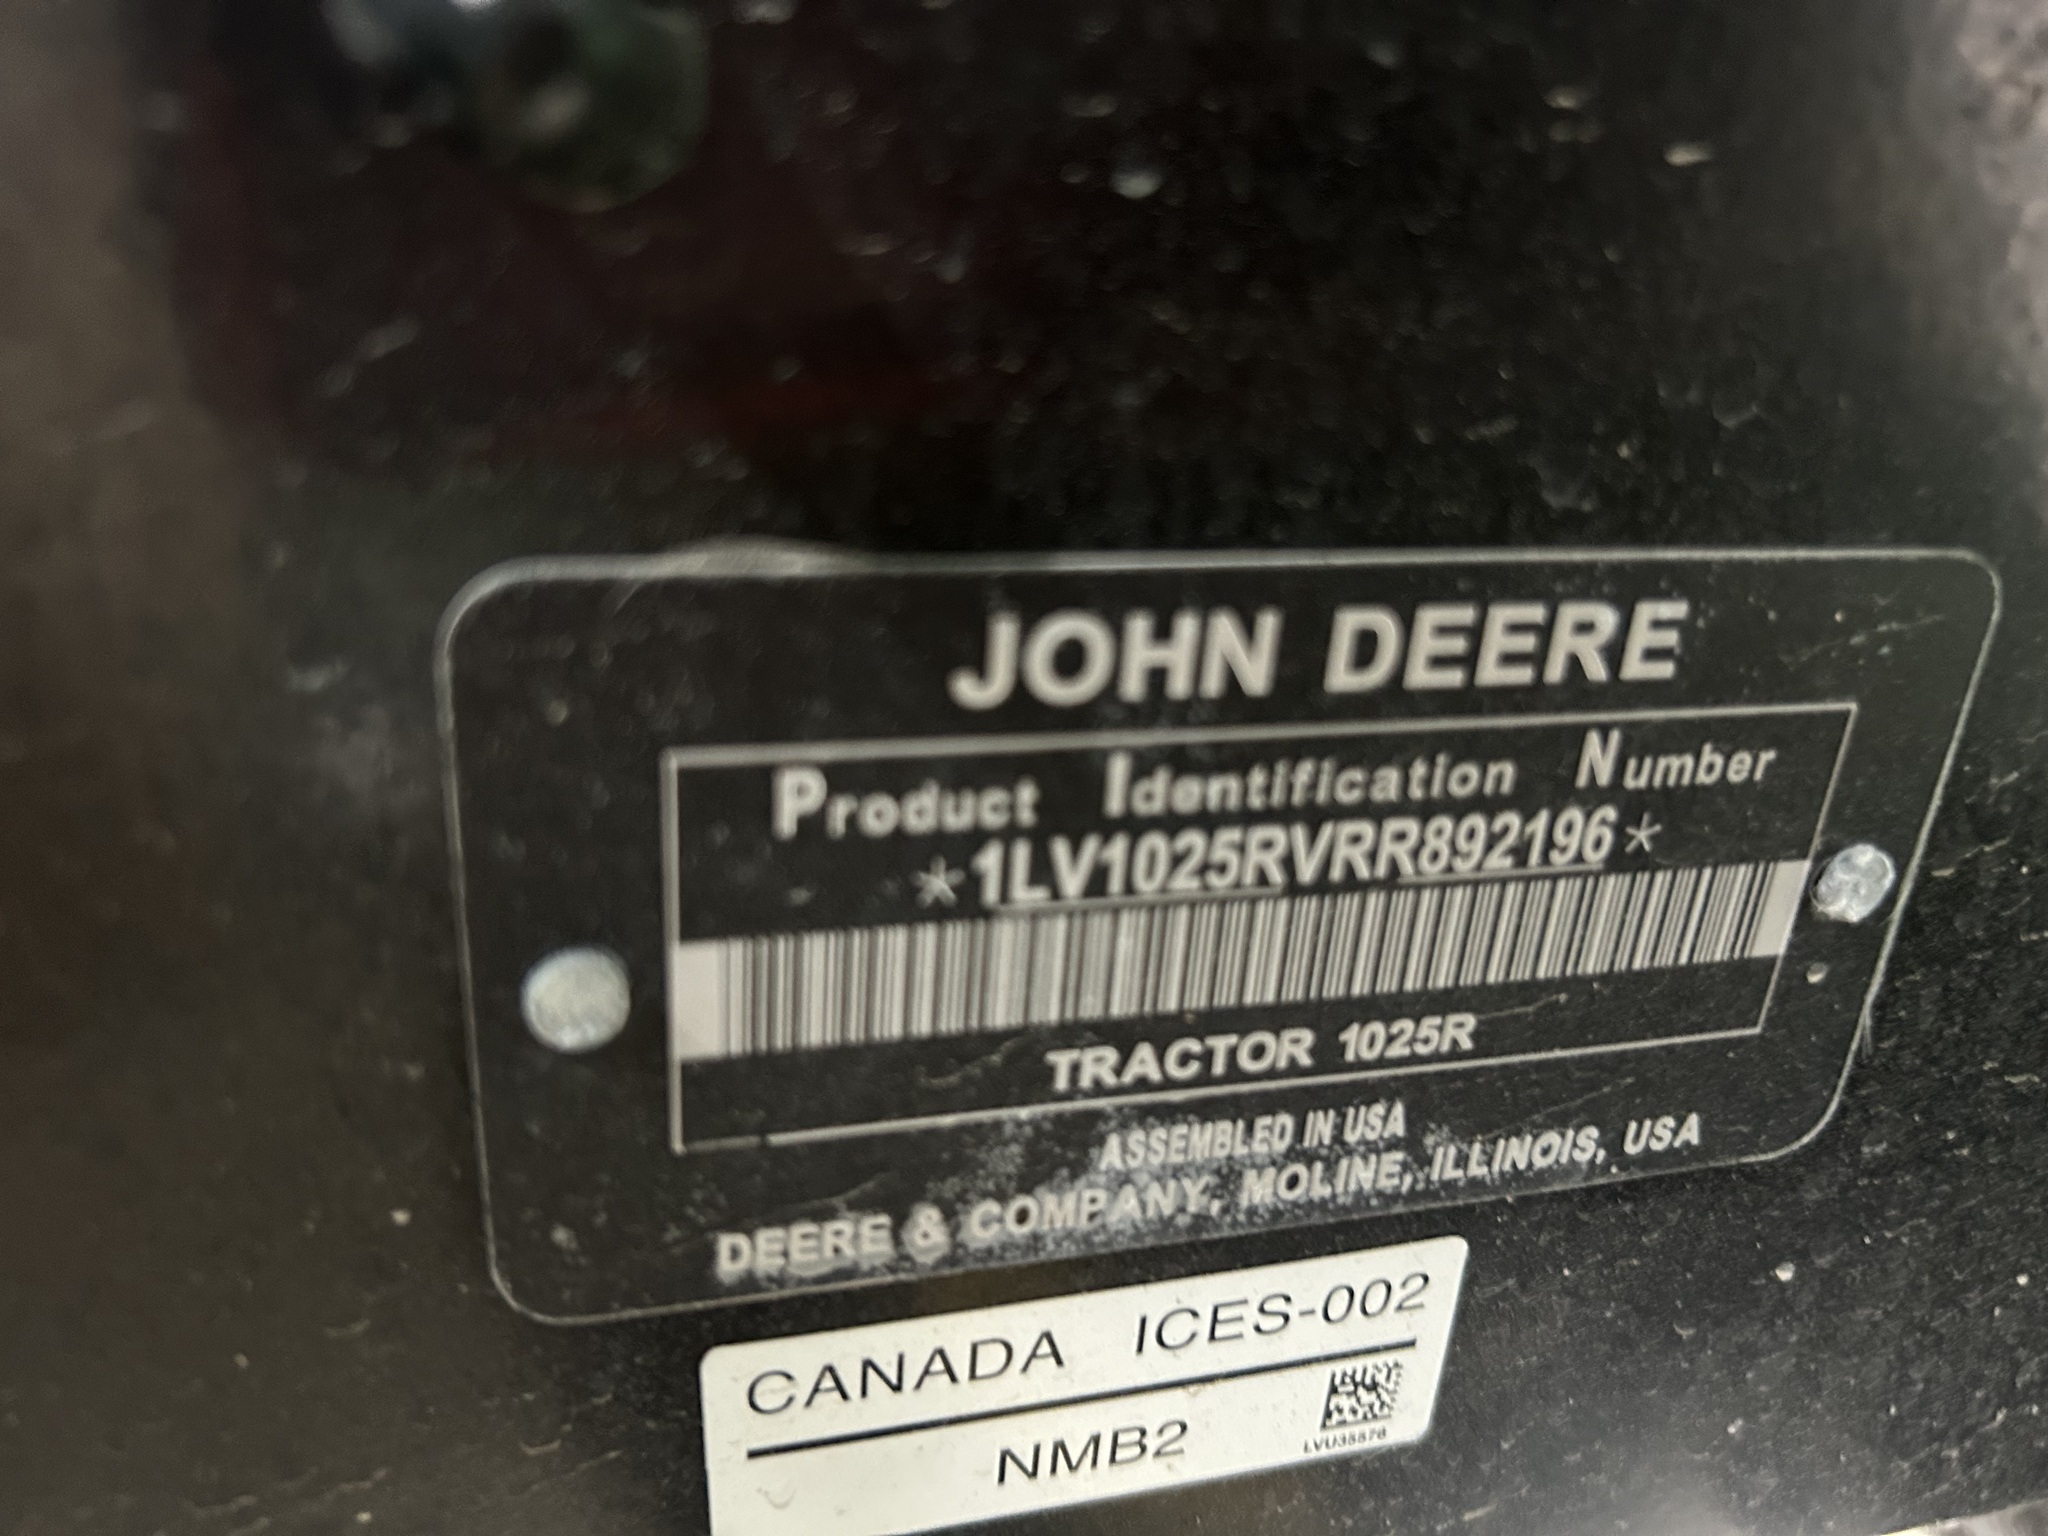 JOHN DEERE
Product Identification Number
*1LV1025RVRR892196*
TRACTOR 1025R
ASSEMBLED IN USA
DEERE & COMPANY, MOLINE, ILLINOIS, USA
CANADA ICES-002
NMB2